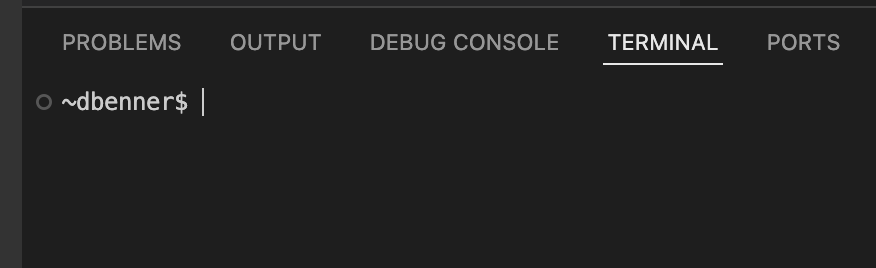 PROBLEMS OUTPUT DEBUG CONSOLE TERMINAL PORTS
~dbenner$